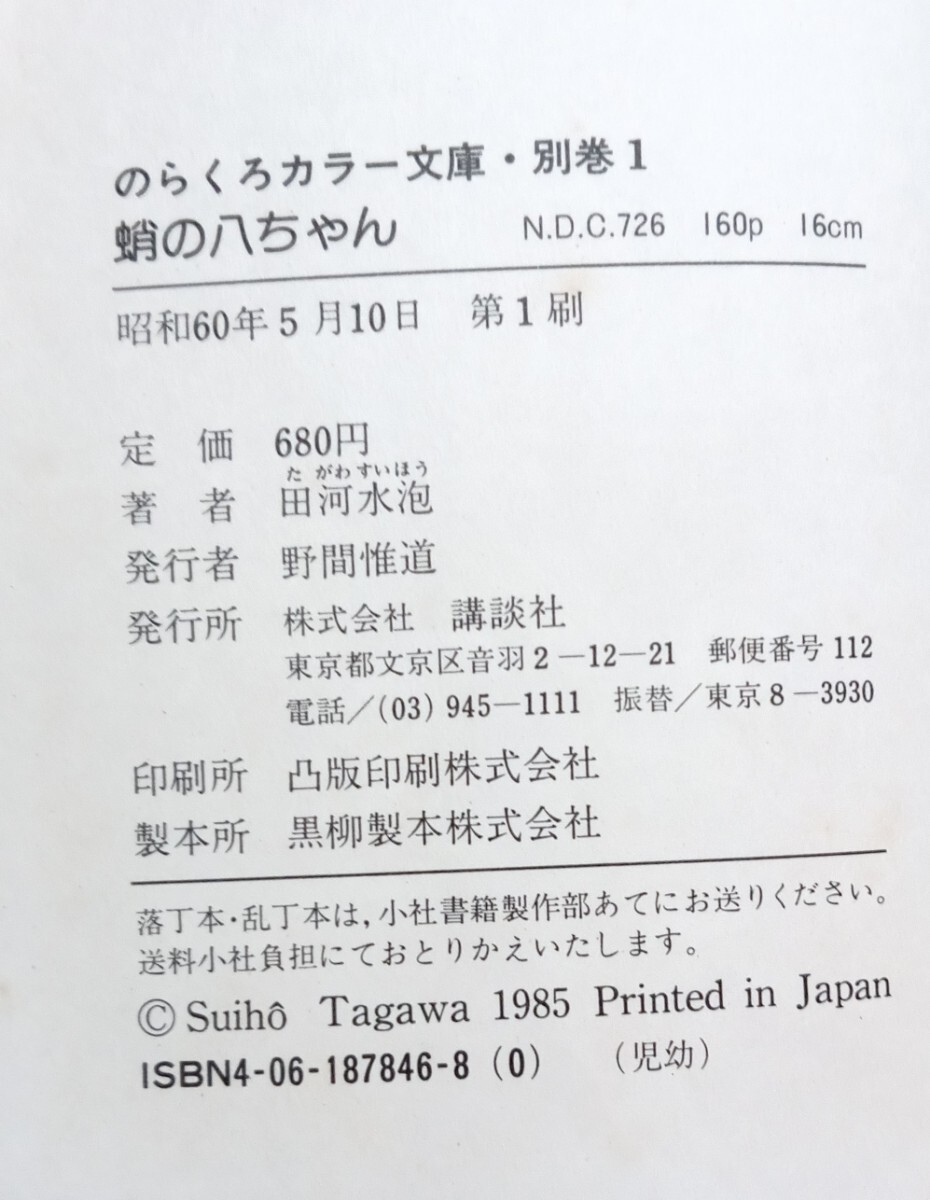 のらくろカラー文庫・別巻1
蛸の八ちゃん N.D.C.726 160p 16cm
昭和60年5月10日 第1刷
定 価 680円
たがわすいほう
著 者 田河水泡
発行者 野間惟道
発行所 株式会社 講談社
東京都文京区音羽2-12-21 郵便番号112
電話/(03)945-1111 振替/東京8-3930
印刷所 凸版印刷株式会社
製本所 黒柳製本株式会社
落丁本・乱丁本は,小社書籍製作部あてにお送りください。
送料小社負担にておとりかえいたします。
©Suihô Tagawa 1985 Printed in Japan
ISBN4-06-187846-8 (0) (児幼)